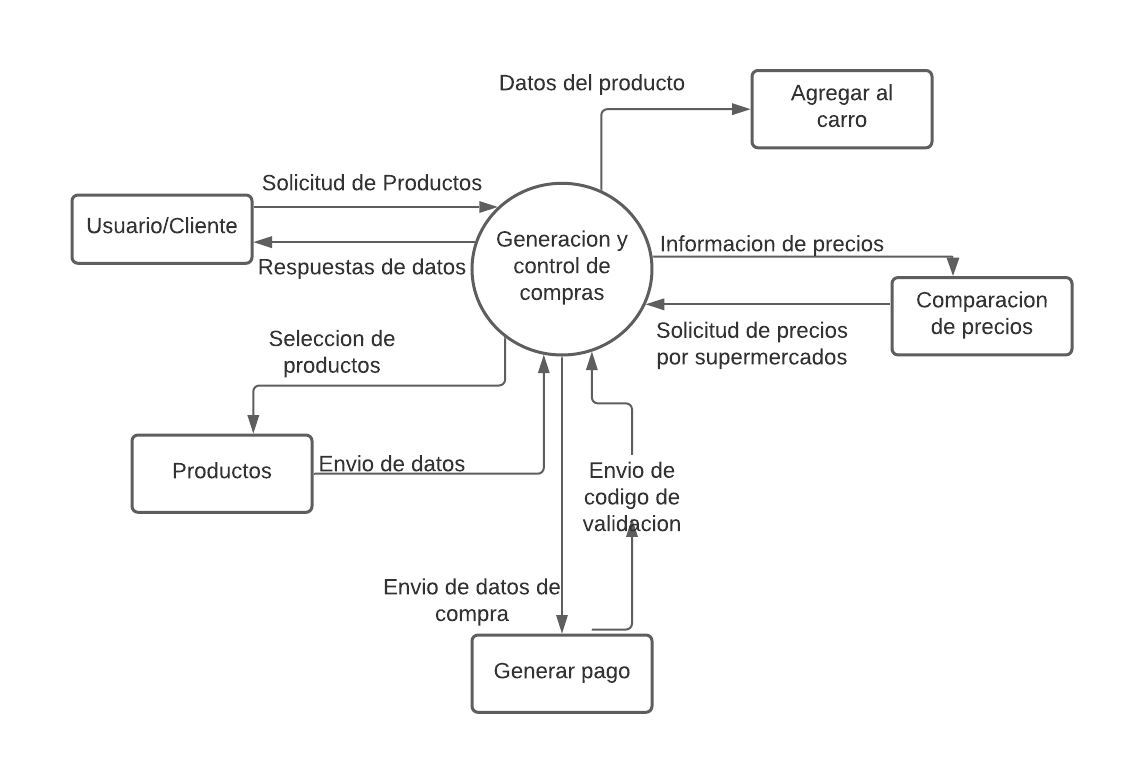 Datos del producto
Agregar al
carro
Solicitud de Productos
Usuario/Cliente
Respuestas de datos
Generacion y
control de
compras
Informacion de precios
Comparacion
de precios
Solicitud de precios
por supermercados
Seleccion de
productos
Productos
Envio de datos
Envio de
codigo de
validacion
Envio de datos de
compra
Generar pago